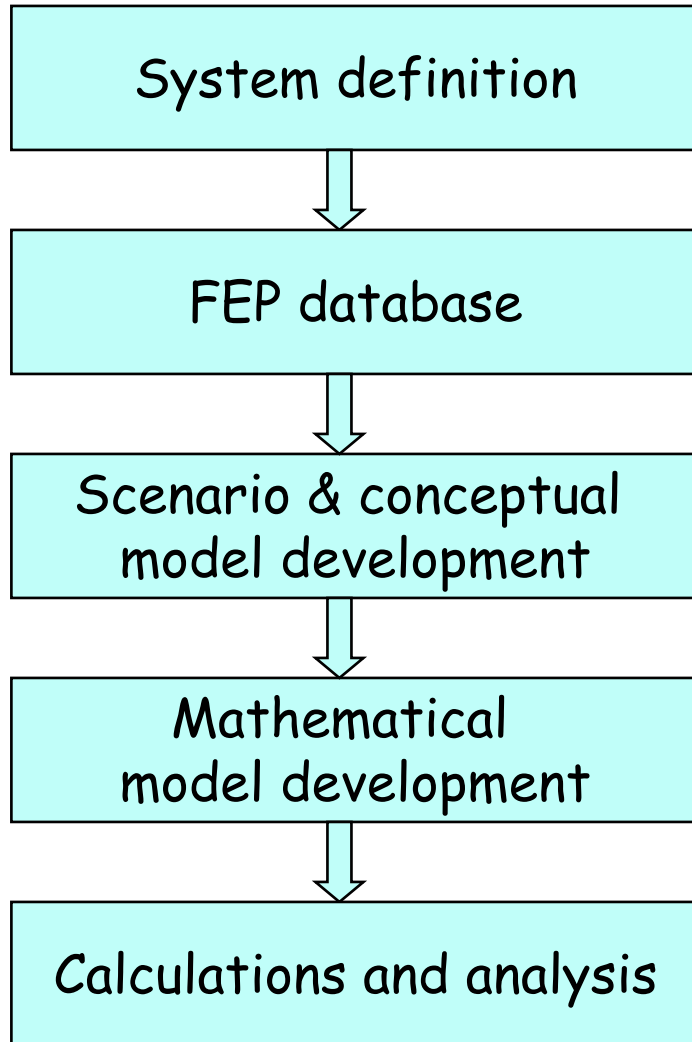 System definition
FEP database
Scenario & conceptual
model development
Mathematical
model development
Calculations and analysis